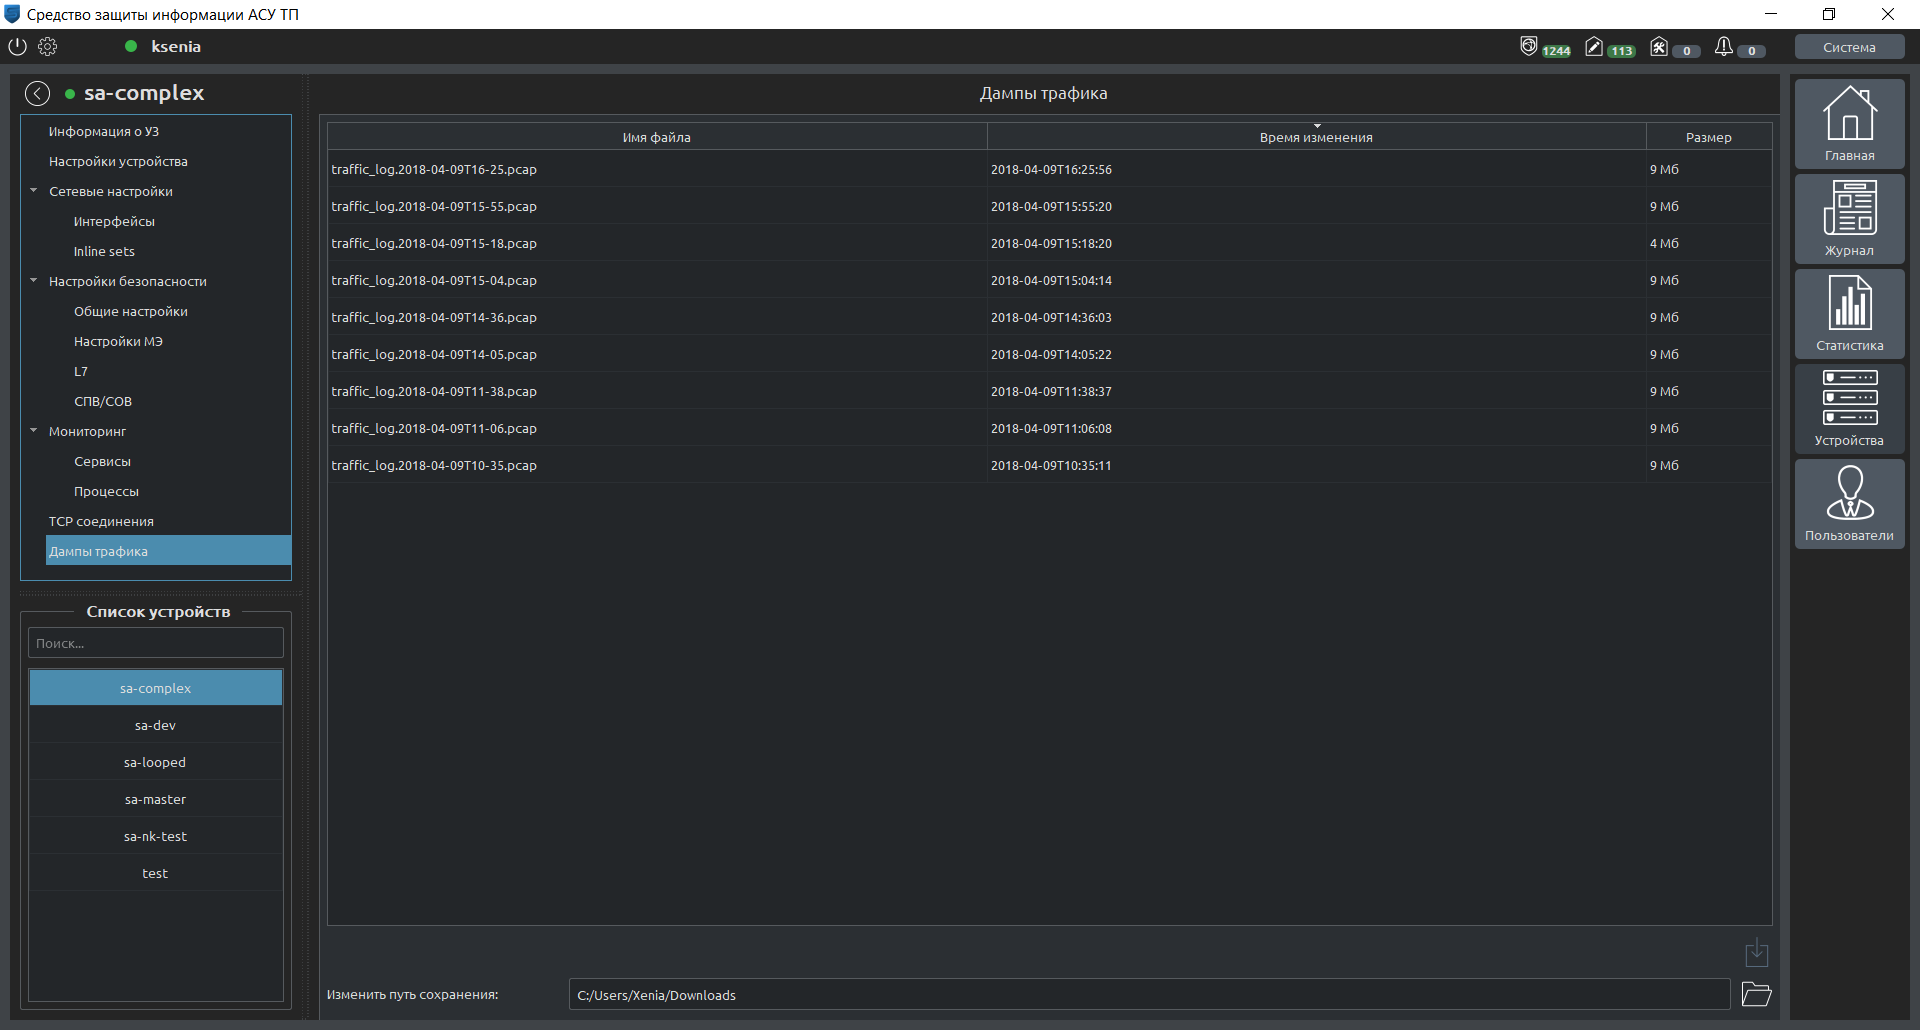 Средство защиты информации АСУ ТП
ksenia
1244
113
0
0
Система
sa-complex
Информация о УЗ
Настройки устройства
Сетевые настройки
Интерфейсы
Inline sets
Настройки безопасности
Общие настройки
Настройки МЭ
L7
СПВ/СОВ
Мониторинг
Сервисы
Процессы
TCP соединения
Дампы трафика
Список устройств
Поиск...
sa-complex
sa-dev
sa-looped
sa-master
sa-nk-test
test
Дампы трафика
Имя файла Время изменения Размер
traffic_log.2018-04-09T16-25.pcap 2018-04-09T16:25:56 9 Мб
traffic_log.2018-04-09T15-55.pcap 2018-04-09T15:55:20 9 Мб
traffic_log.2018-04-09T15-18.pcap 2018-04-09T15:18:20 4 Мб
traffic_log.2018-04-09T15-04.pcap 2018-04-09T15:04:14 9 Мб
traffic_log.2018-04-09T14-36.pcap 2018-04-09T14:36:03 9 Мб
traffic_log.2018-04-09T14-05.pcap 2018-04-09T14:05:22 9 Мб
traffic_log.2018-04-09T11-38.pcap 2018-04-09T11:38:37 9 Мб
traffic_log.2018-04-09T11-06.pcap 2018-04-09T11:06:08 9 Мб
traffic_log.2018-04-09T10-35.pcap 2018-04-09T10:35:11 9 Мб
Изменить путь сохранения: C:/Users/Xenia/Downloads
Главная
Журнал
Статистика
Устройства
Пользователи